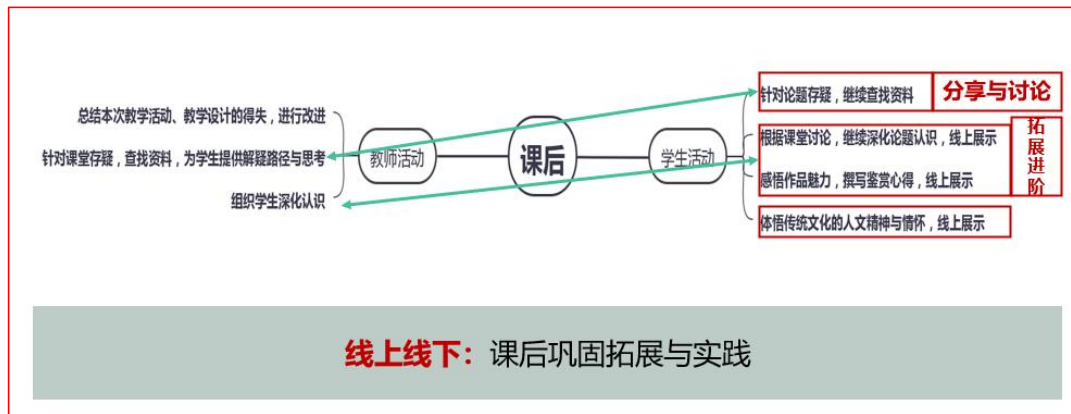 总结本次教学活动、教学设计的得失，进行改进
针对课堂存疑，查找资料，为学生提供解疑路径与思考
组织学生深化认识
教师活动
课后
学生活动
针对论题存疑，继续查找资料
分享与讨论
根据课堂讨论，继续深化论题认识，线上展示
感悟作品魅力，撰写鉴赏心得，线上展示
拓展进阶
体悟传统文化的人文精神与情怀，线上展示
线上线下：课后巩固拓展与实践